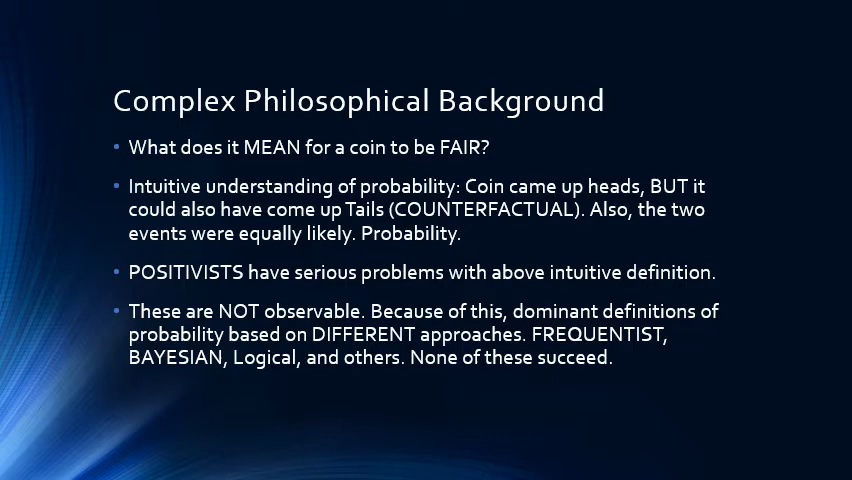 Complex Philosophical Background
• What does it MEAN for a coin to be FAIR?
• Intuitive understanding of probability: Coin came up heads, BUT it
could also have come up Tails (COUNTERFACTUAL). Also, the two
events were equally likely. Probability.
• POSITIVISTS have serious problems with above intuitive definition.
• These are NOT observable. Because of this, dominant definitions of
probability based on DIFFERENT approaches. FREQUENTIST,
BAYESIAN, Logical, and others. None of these succeed.